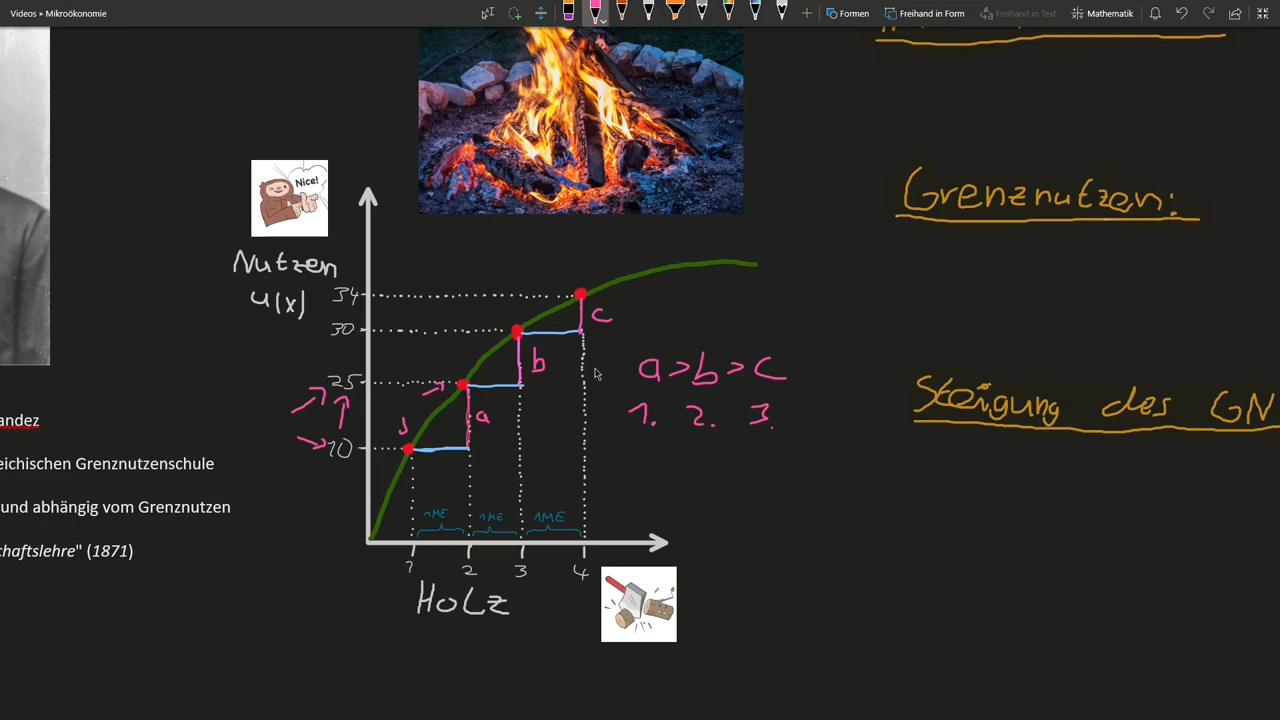 Videos » Mikroökonomie
Formen
Freihand in Form
Freihand in Text
Mathematik
Nice!
Grenznutzen:
Nutzen
u(x)
34
30
25
10
a
b
c
a > b > c
1. 2. 3.
Steigung des GN
andez
eichischen Grenznutzenschule
und abhängig vom Grenznutzen
chaftslehre" (1871)
1ME 1ME 1ME
1 2 3 4
HOLZ